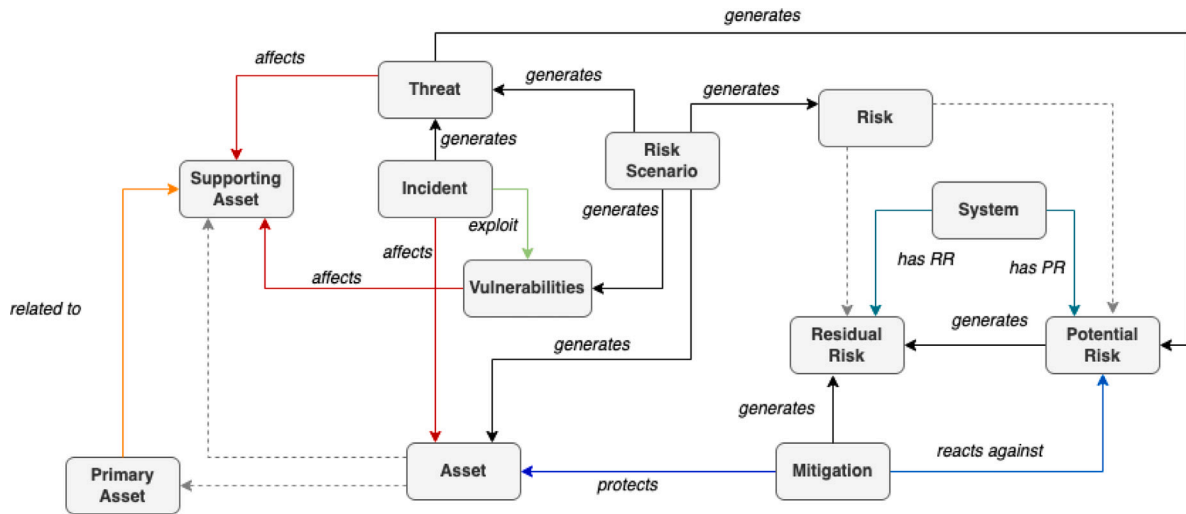 generates
affects
generates
generates
Threat
Risk
generates
Risk
Scenario
Supporting
Asset
Incident
generates
System
exploit
affects
has RR
has PR
affects
Vulnerabilities
related to
generates
Residual
Risk
generates
Potential
Risk
generates
Primary
Asset
Asset
protects
Mitigation
reacts against